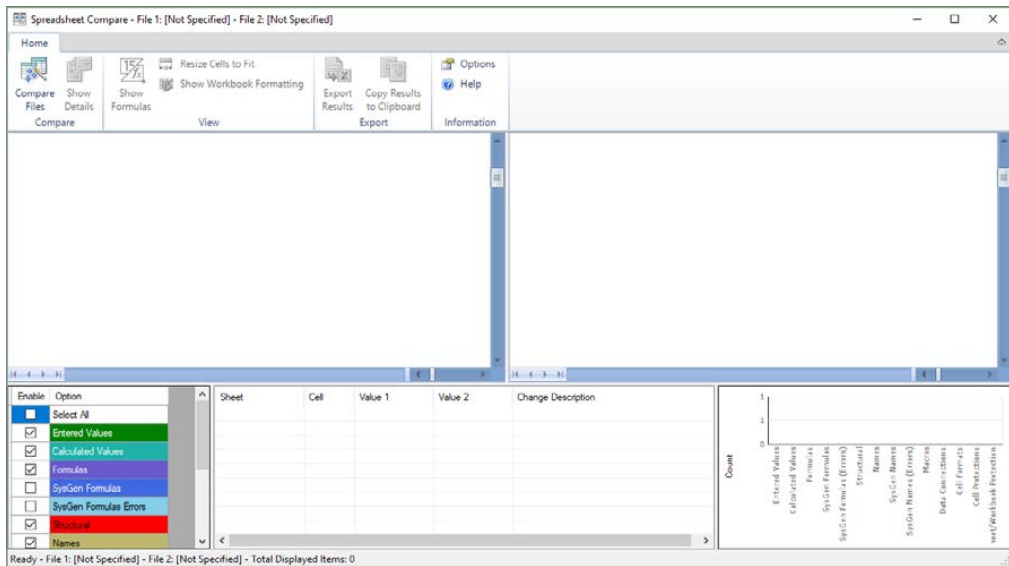 Spreadsheet Compare - File 1: [Not Specified] - File 2: [Not Specified]
Home
Compare Files
Show Details
Compare
Show Formulas
Resize Cells to Fit
Show Workbook Formatting
View
Export Results
Copy Results to Clipboard
Export
Options
Help
Information
Enable Option
Select All
Entered Values
Calculated Values
Formulas
SysGen Formulas
SysGen Formulas Errors
Structural
Names
Sheet Cell Value 1 Value 2 Change Description
Count
1
1
0
Entered Values
Calculated Values
Formulas
SysGen Formulas
SysGen Formulas (Errors)
Structural
Names
SysGen Names
SysGen Names (Errors)
Macros
Data Connections
Cell Formats
Cell Protections
heet/Workbook Protection
Ready - File 1: [Not Specified] - File 2: [Not Specified] - Total Displayed Items: 0